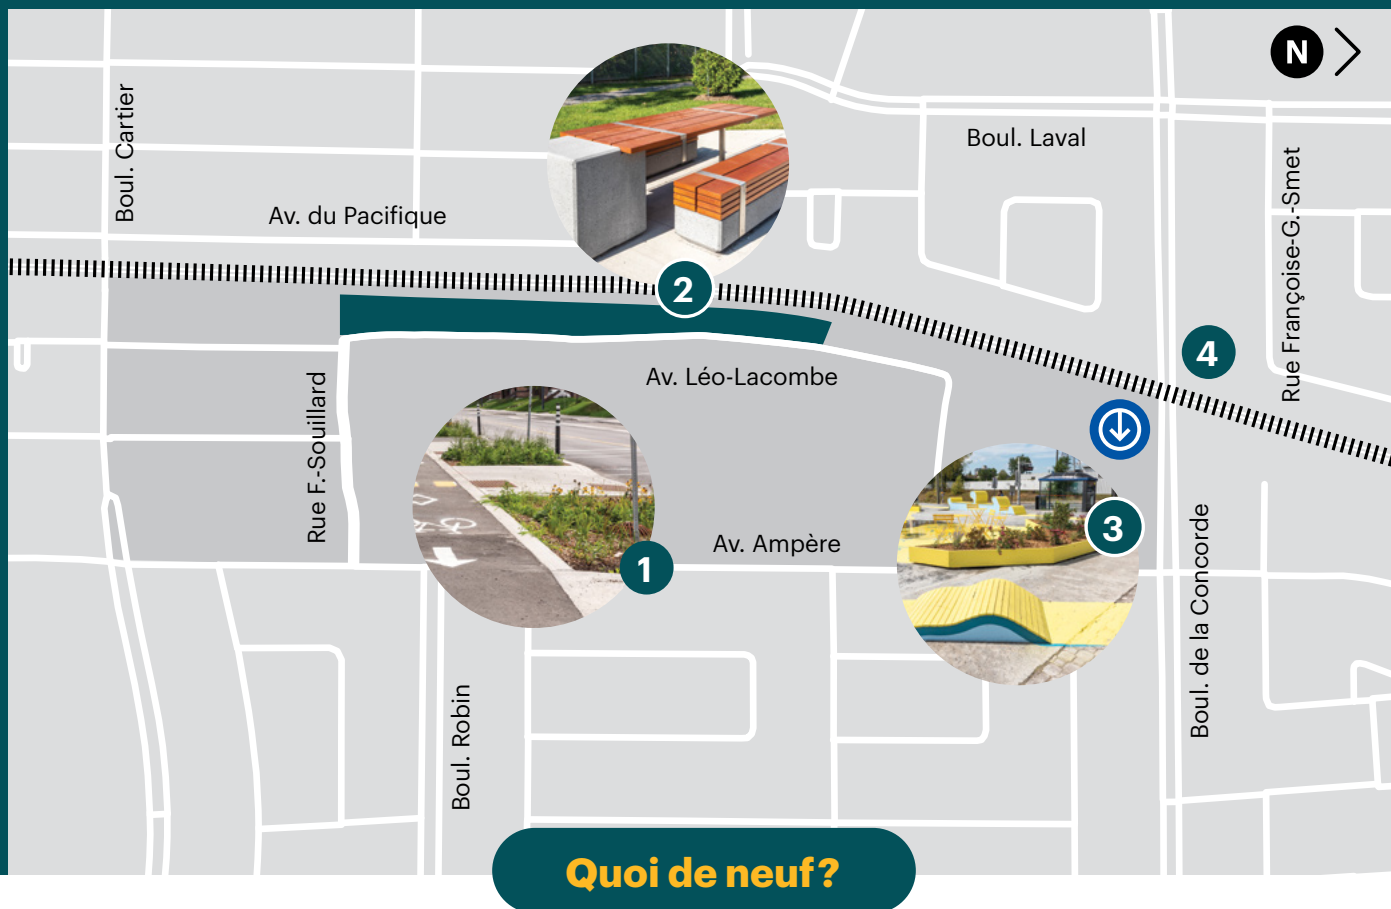 N
Boul. Cartier
Boul. Laval
Rue Françoise-G.-Smet
Av. du Pacifique
2
4
Av. Léo-Lacombe
Rue F.-Souillard
3
Av. Ampère
1
Boul. de la Concorde
Boul. Robin
Quoi de neuf?